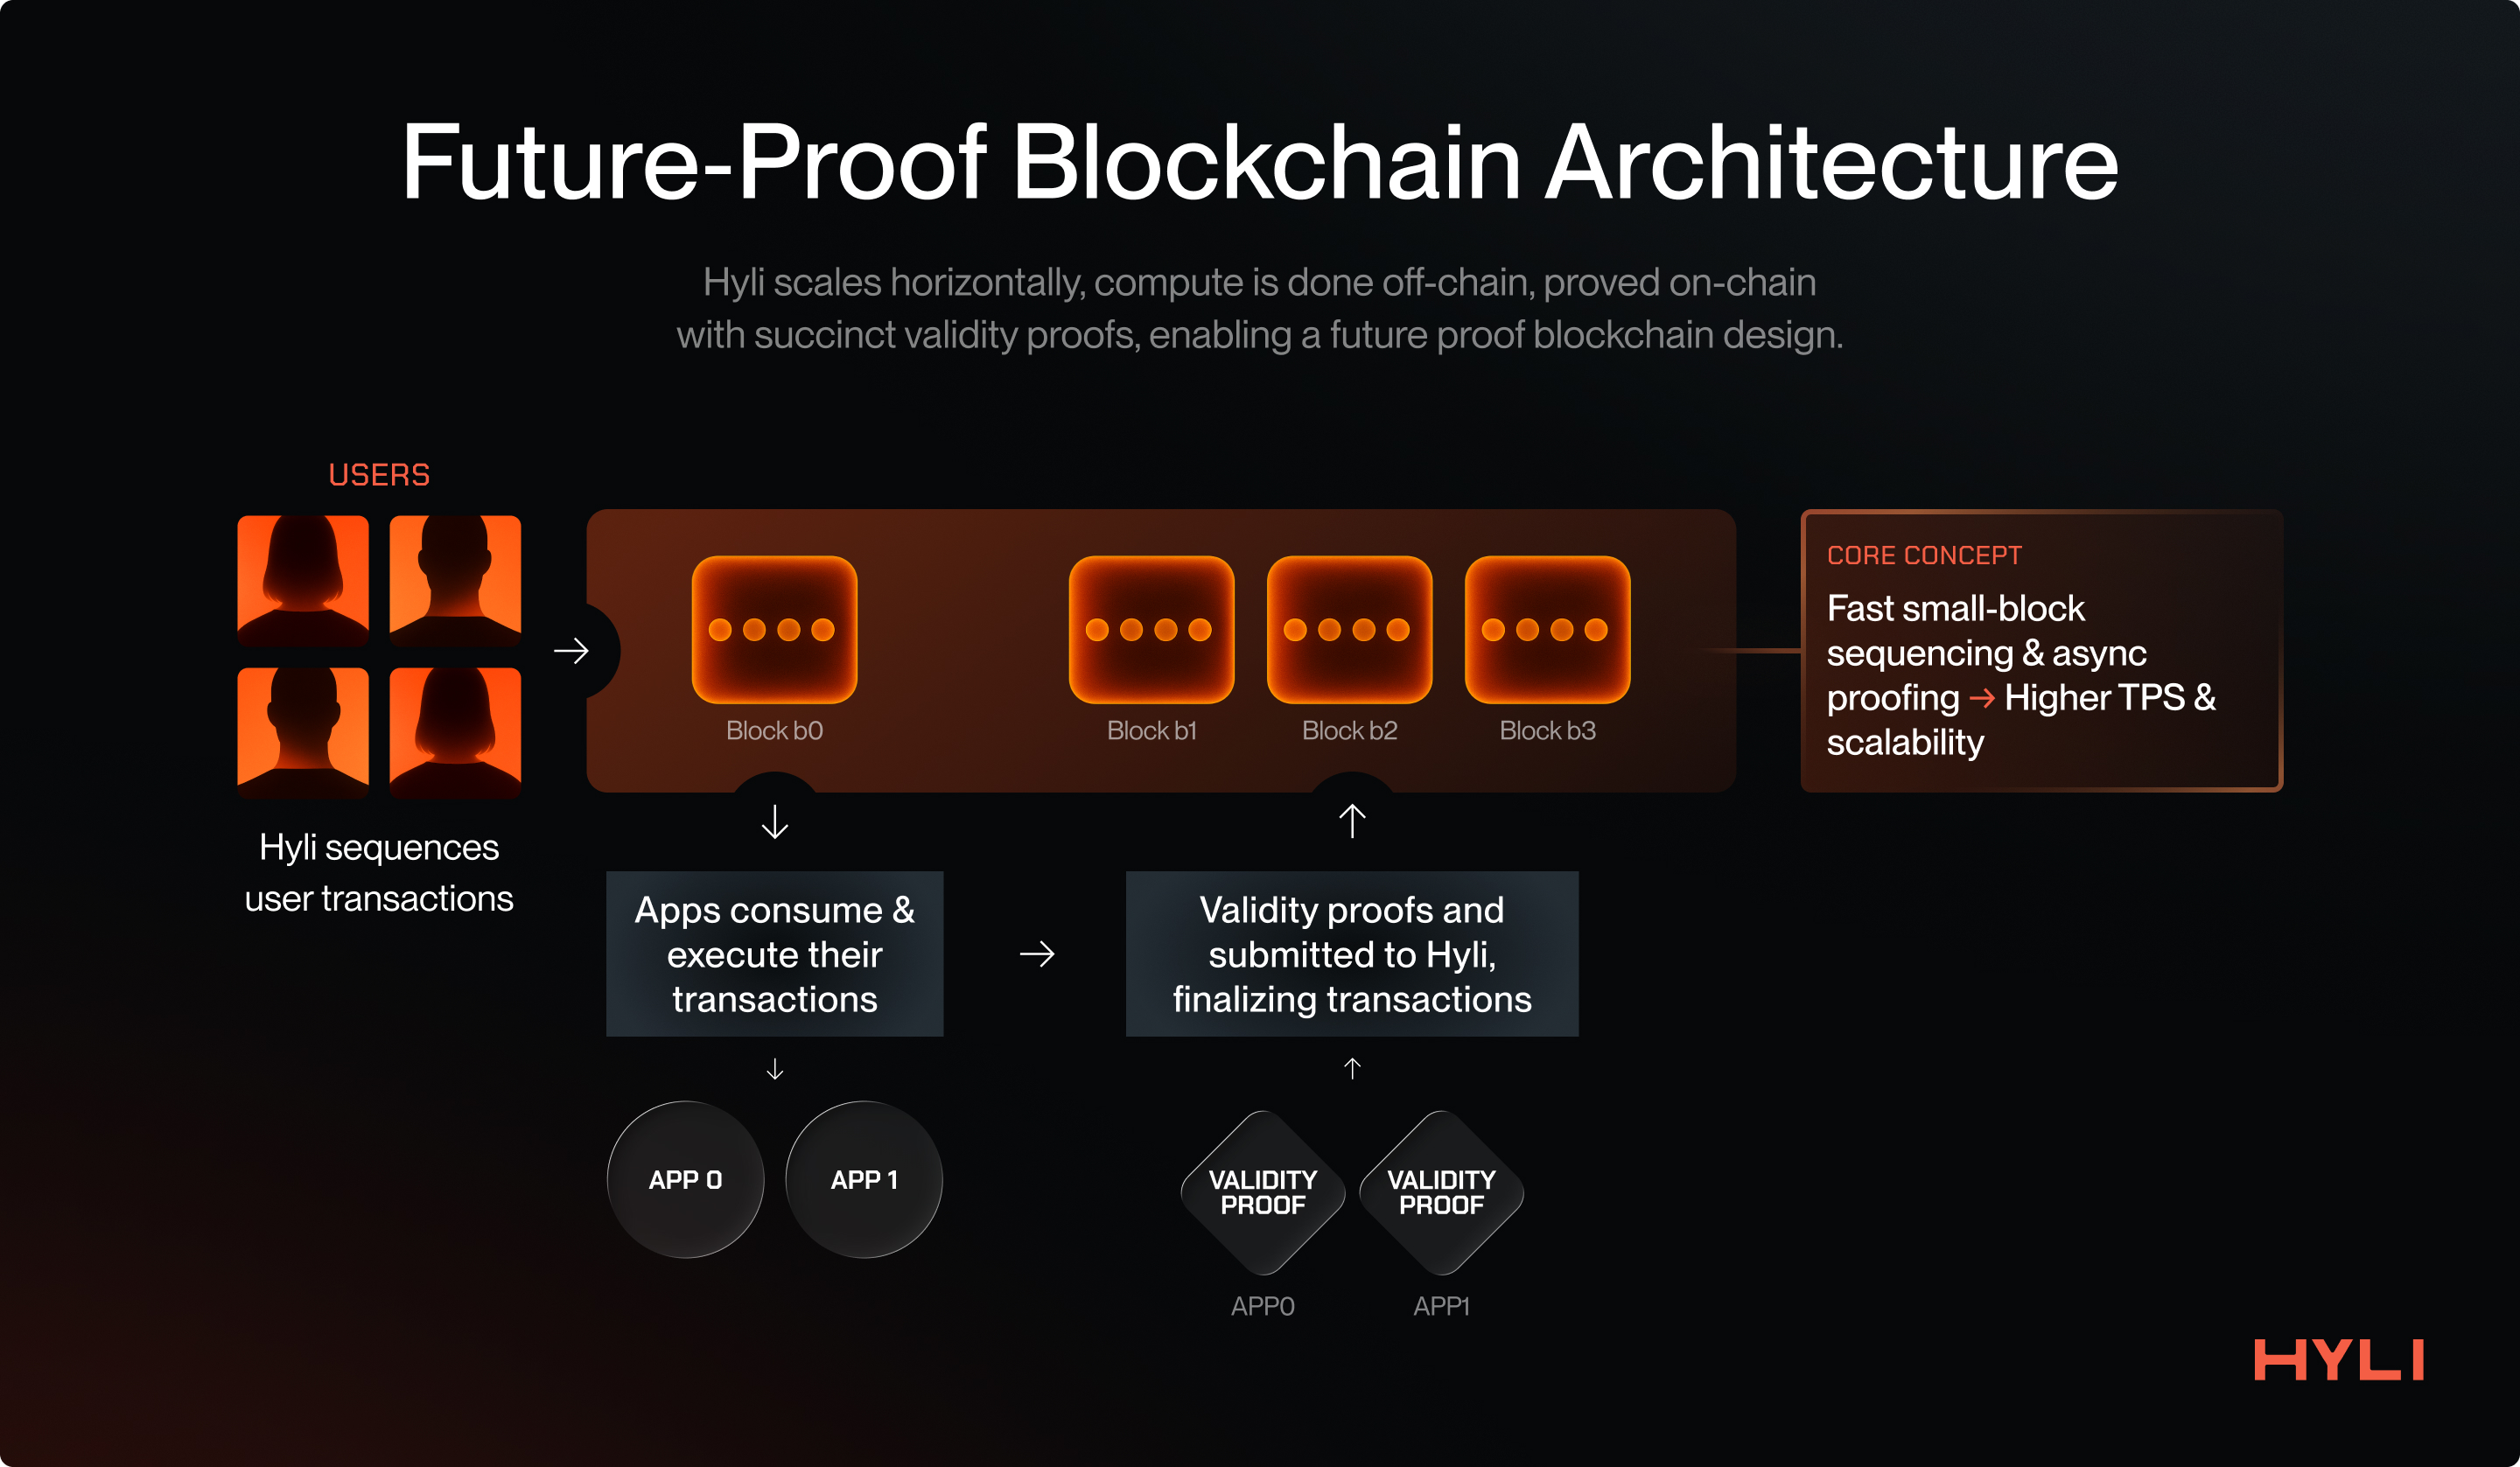 Future-Proof Blockchain Architecture
Hyli scales horizontally, compute is done off-chain, proved on-chain
with succinct validity proofs, enabling a future proof blockchain design.
USERS
Hyli sequences
user transactions
Block b0
Block b1
Block b2
Block b3
CORE CONCEPT
Fast small-block
sequencing & async
proofing → Higher TPS &
scalability
Apps consume &
execute their
transactions
Validity proofs and
submitted to Hyli,
finalizing transactions
APP 0
APP 1
VALIDITY
PROOF
VALIDITY
PROOF
APP0
APP1
HYLI